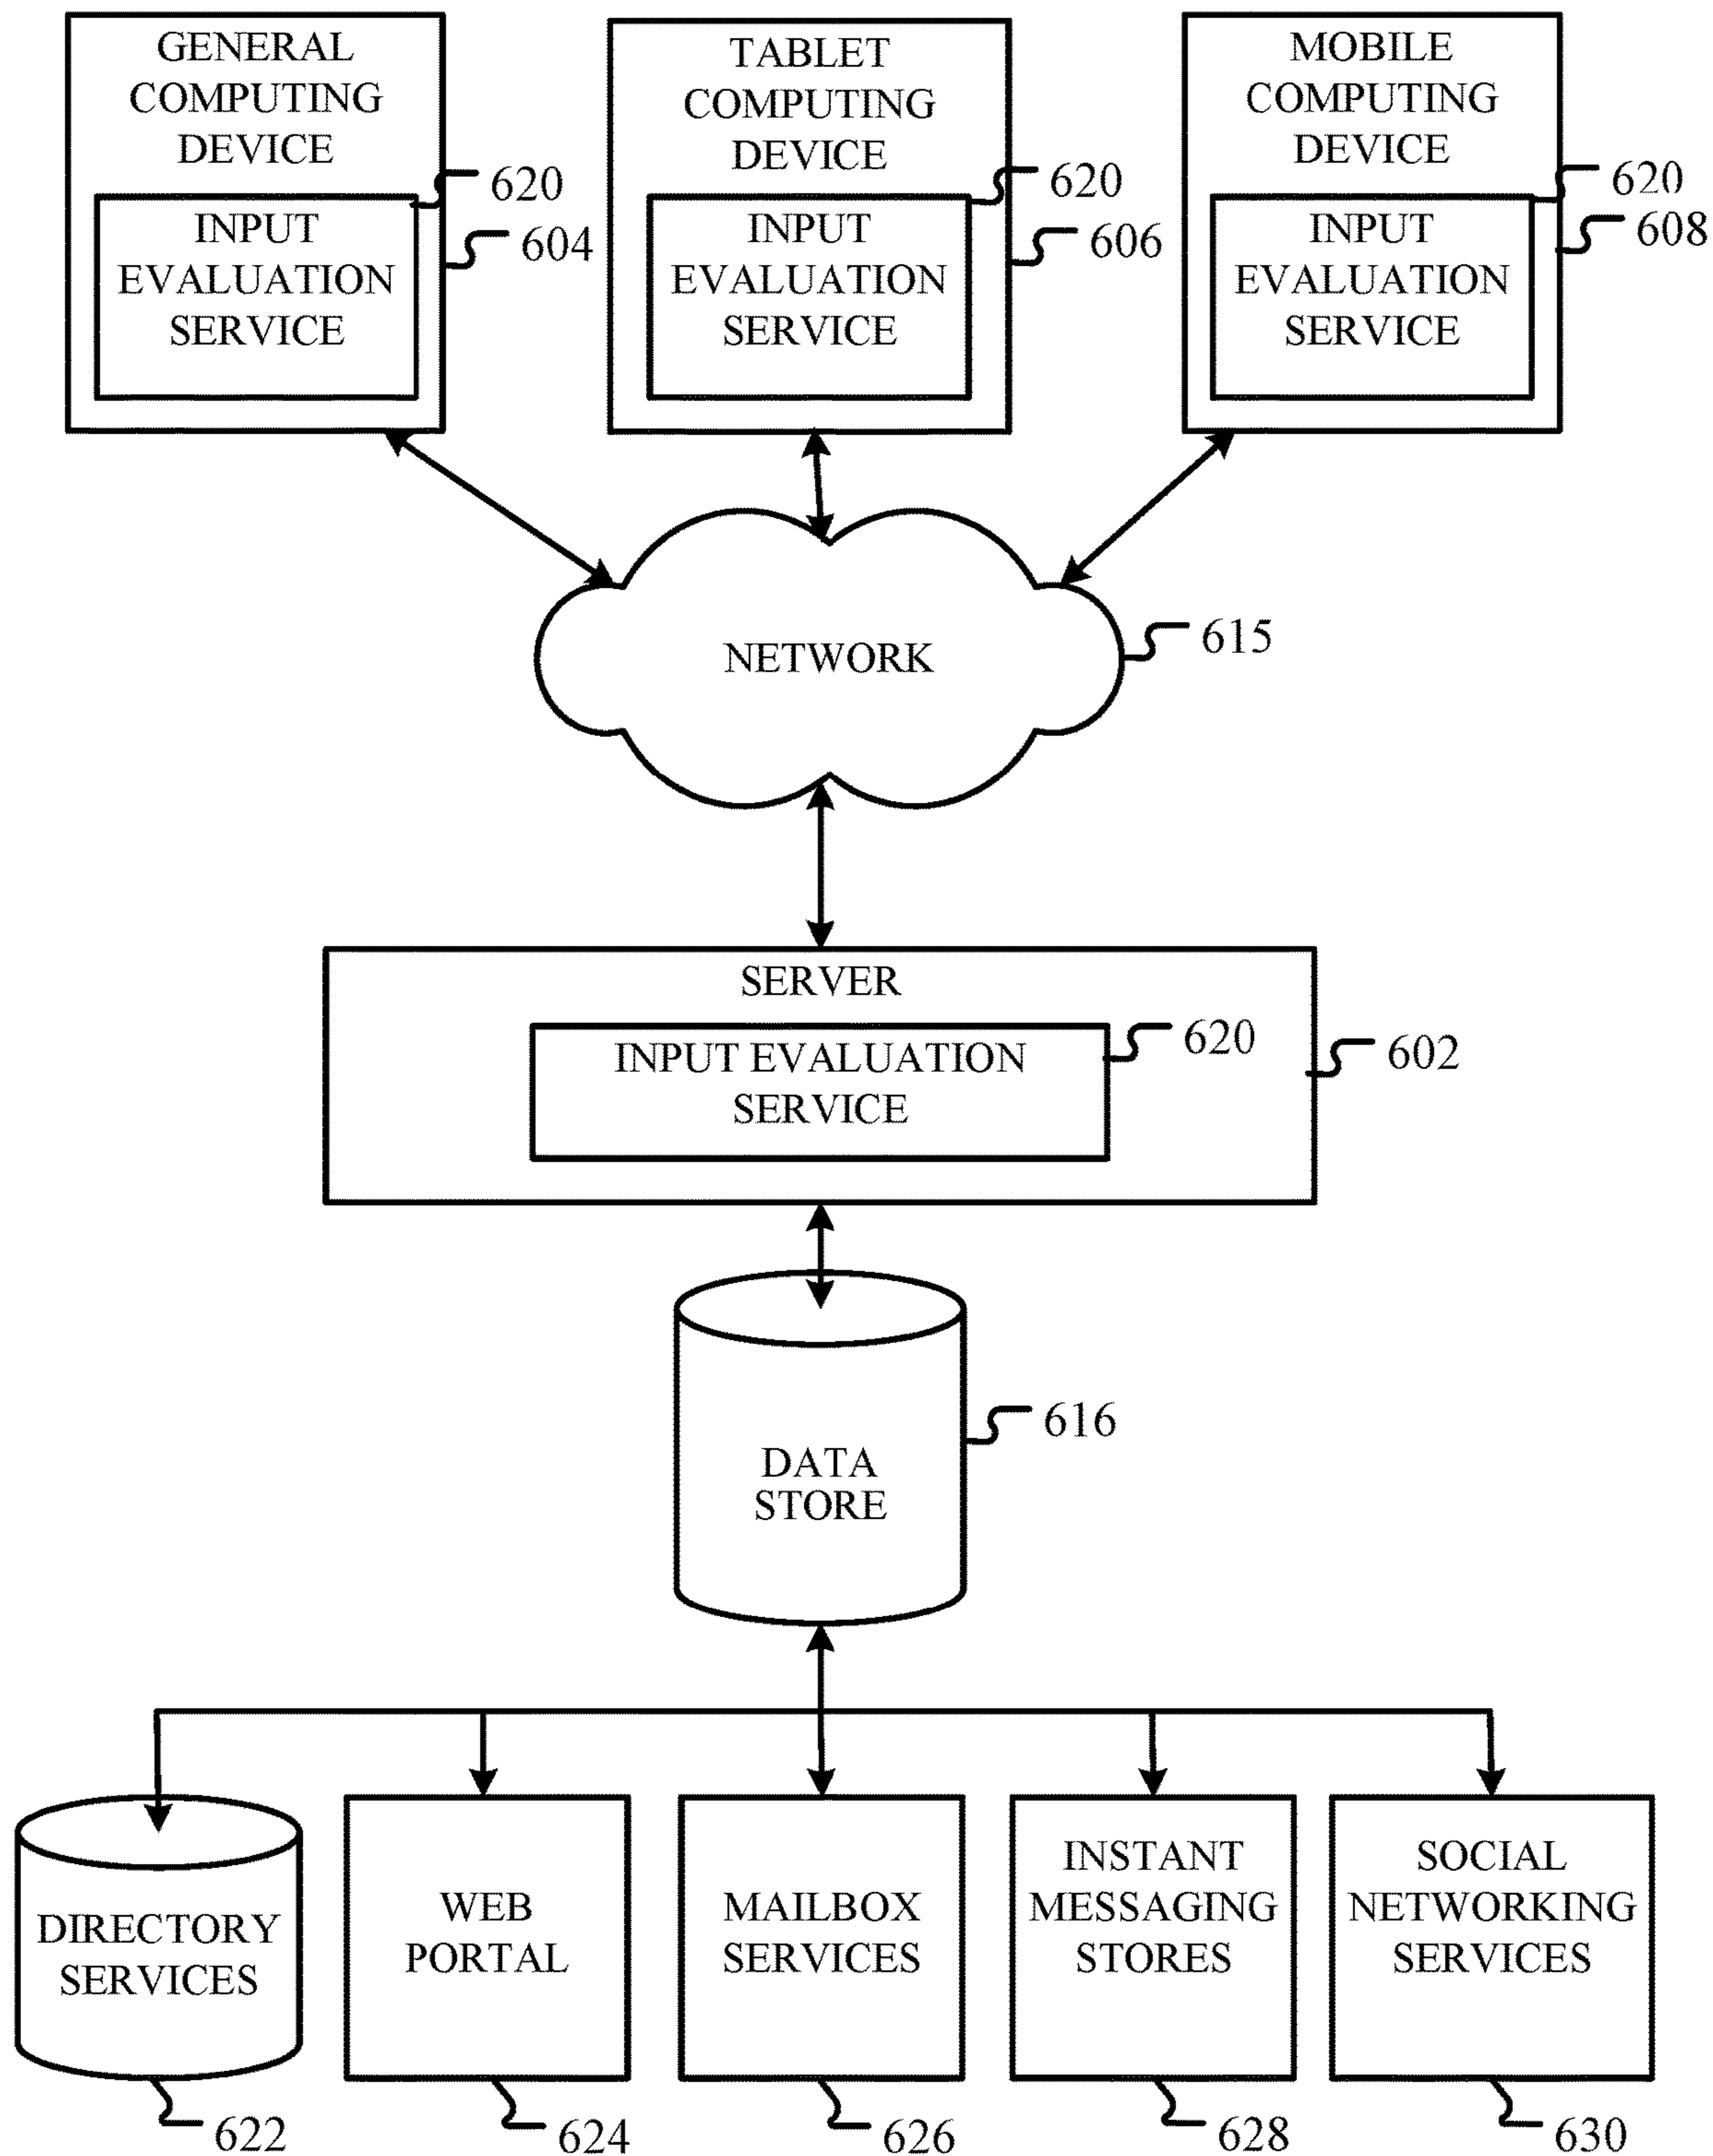 GENERAL
COMPUTING
DEVICE
620
INPUT
EVALUATION
SERVICE
604
TABLET
COMPUTING
DEVICE
620
INPUT
EVALUATION
SERVICE
606
MOBILE
COMPUTING
DEVICE
620
INPUT
EVALUATION
SERVICE
608
NETWORK
615
SERVER
INPUT EVALUATION
SERVICE
620
602
DATA
STORE
616
DIRECTORY
SERVICES
622
WEB
PORTAL
624
MAILBOX
SERVICES
626
INSTANT
MESSAGING
STORES
628
SOCIAL
NETWORKING
SERVICES
630